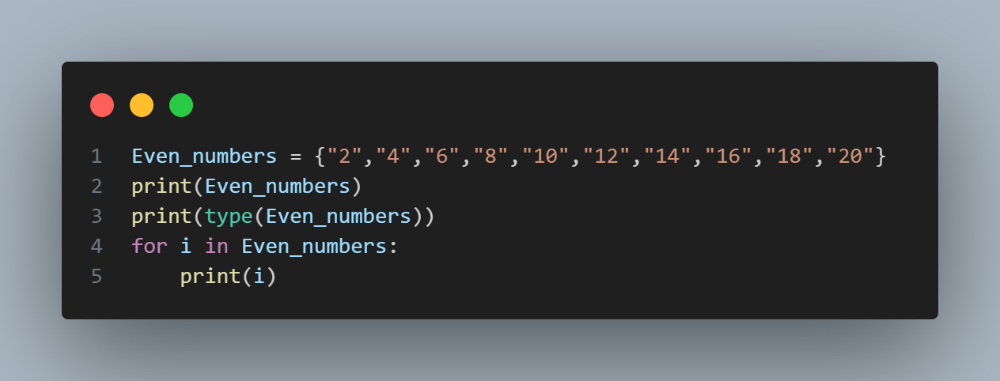 1 Even_numbers = {"2","4","6","8","10","12","14","16","18","20"}
2 print(Even_numbers)
3 print(type(Even_numbers))
4 for i in Even_numbers:
5     print(i)